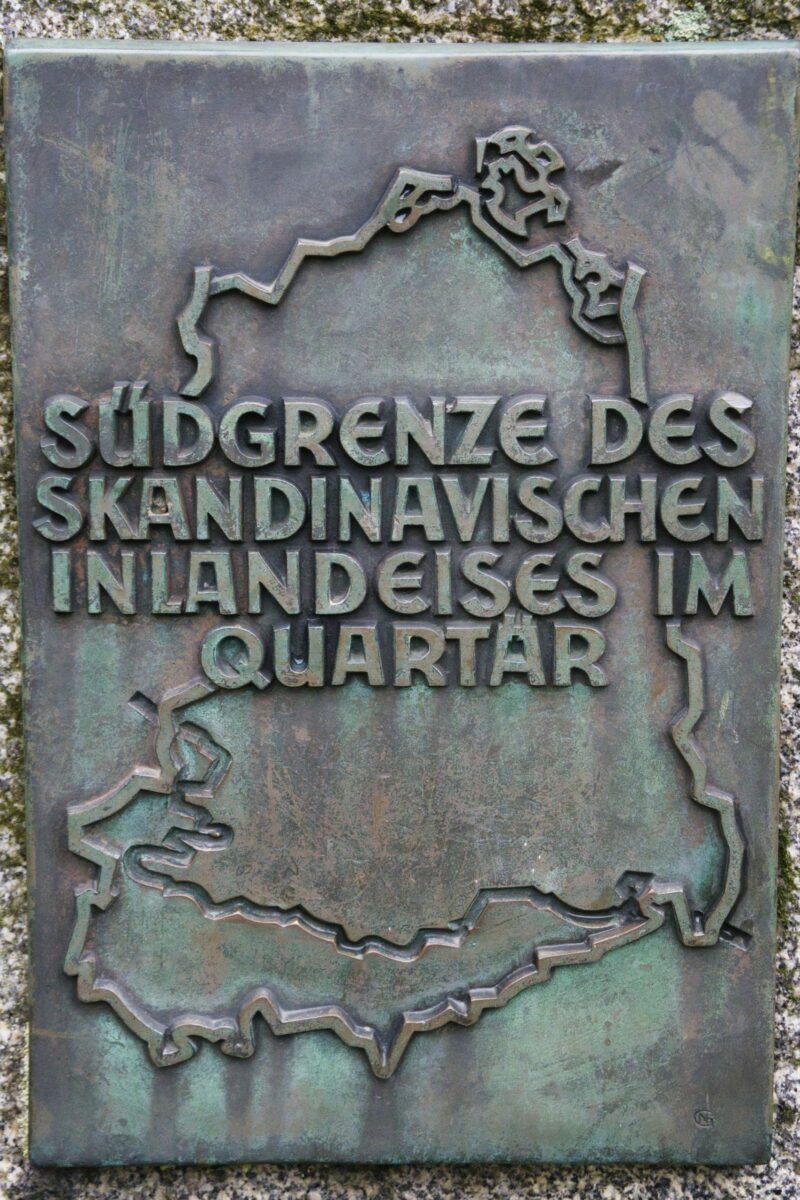 SÜDGRENZE DES
SKANDINAVISCHEN
INLANDEISES IM
QUARTÄR